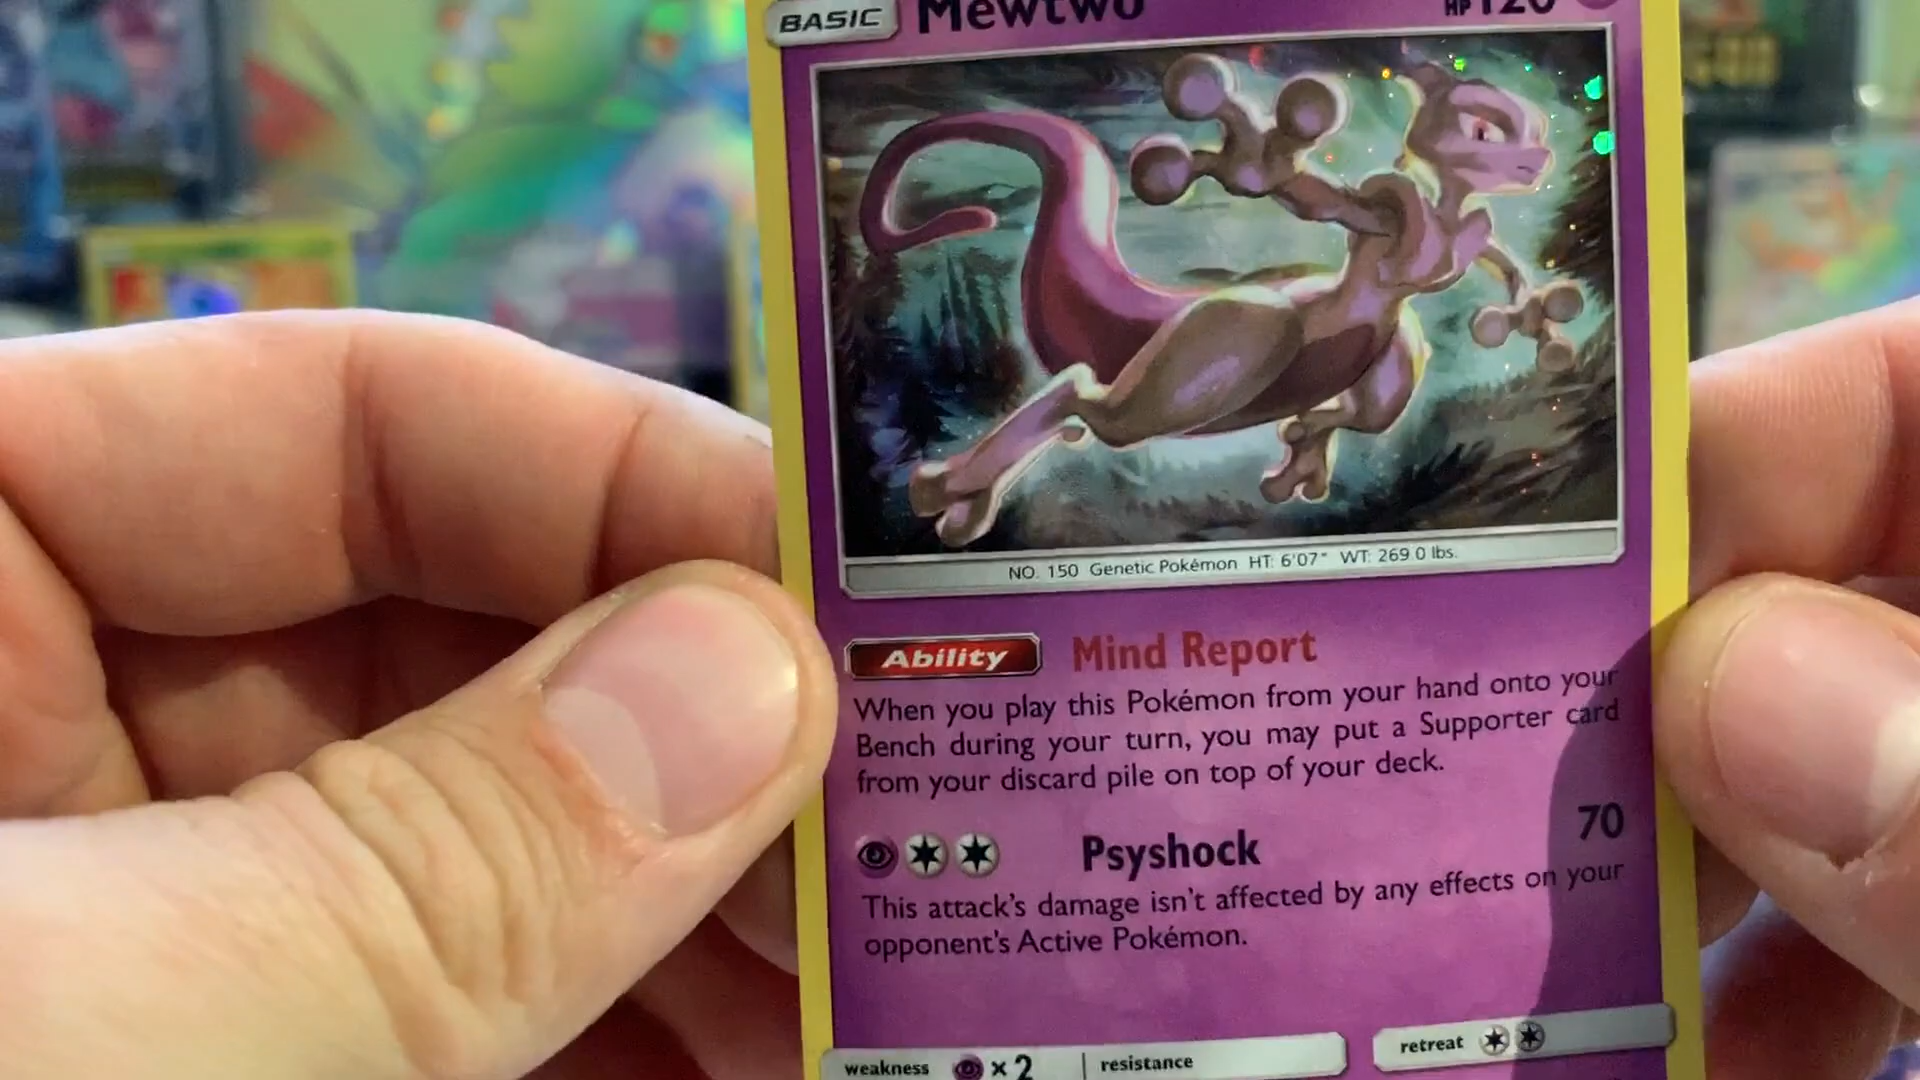 BASIC Mewtwo HP 120
NO. 150 Genetic Pokémon HT: 6'07" WT: 269.0 lbs.
Ability Mind Report
When you play this Pokémon from your hand onto your
Bench during your turn, you may put a Supporter card
from your discard pile on top of your deck.
Psyshock 70
This attack's damage isn't affected by any effects on your
opponent's Active Pokémon.
weakness ×2 resistance retreat